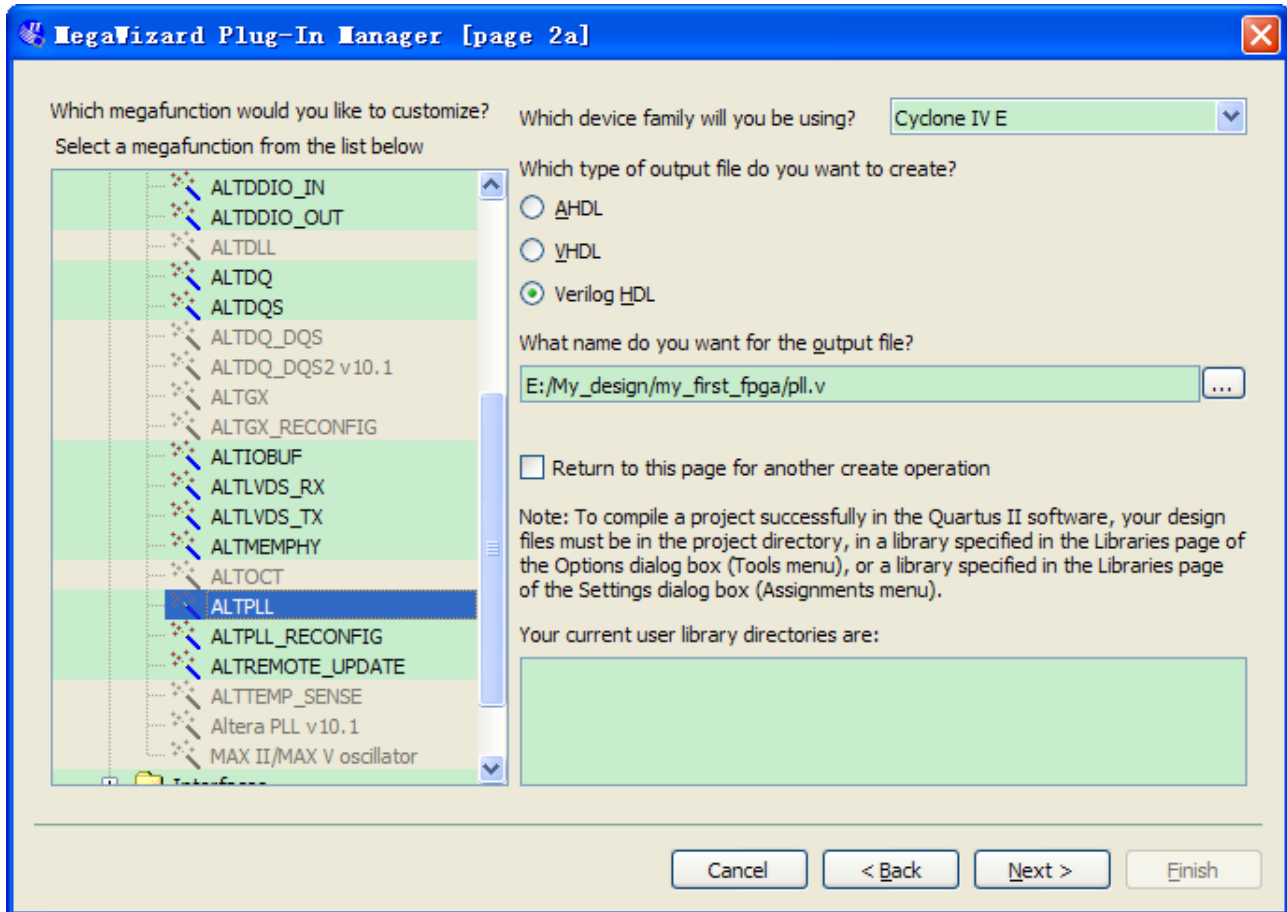 MegaWizard Plug-In Manager [page 2a]
Which megafunction would you like to customize?
Select a megafunction from the list below
ALTDDIO_IN
ALTDDIO_OUT
ALTDLL
ALTDQ
ALTDQS
ALTDQ_DQS
ALTDQ_DQS2 v10.1
ALTGX
ALTGX_RECONFIG
ALTIOBUF
ALTLVDS_RX
ALTLVDS_TX
ALTMEMPHY
ALTOCT
ALTPLL
ALTPLL_RECONFIG
ALTREMOTE_UPDATE
ALTTEMP_SENSE
Altera PLL v10.1
MAX II/MAX V oscillator
Interfaces
Which device family will you be using?
Cyclone IV E
Which type of output file do you want to create?
AHDL
VHDL
Verilog HDL
What name do you want for the output file?
E:/My_design/my_first_fpga/pll.v
...
Return to this page for another create operation
Note: To compile a project successfully in the Quartus II software, your design
files must be in the project directory, in a library specified in the Libraries page of
the Options dialog box (Tools menu), or a library specified in the Libraries page
of the Settings dialog box (Assignments menu).
Your current user library directories are:
Cancel
< Back
Next >
Finish